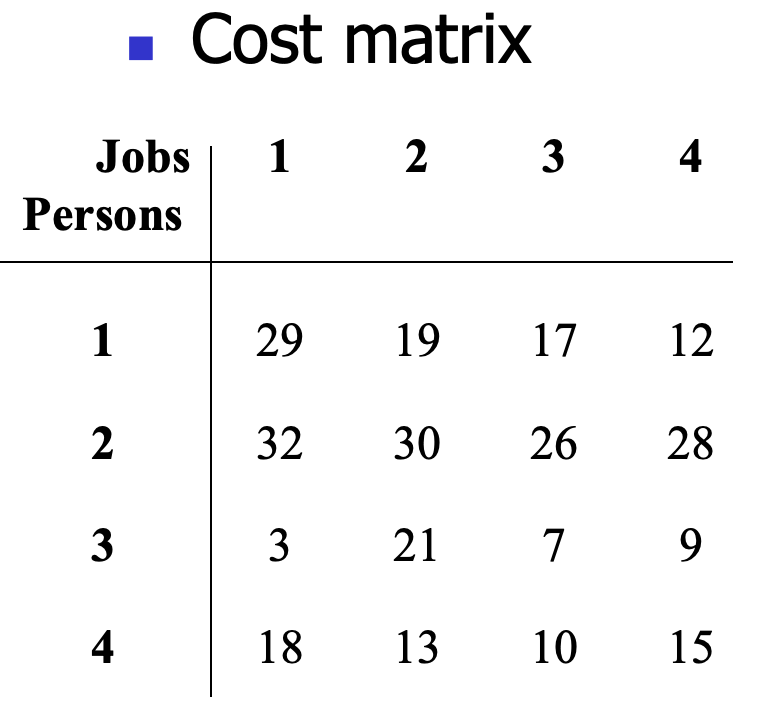 Cost matrix
Jobs 1 2 3 4
Persons
1 29 19 17 12
2 32 30 26 28
3 3 21 7 9
4 18 13 10 15